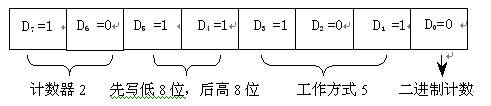 D₇=1 D₆=0 D₅=1 D₄=1 D₃=1 D₂=0 D₁=1 D₀=0
计数器 2 先写低 8 位，后高 8 位 工作方式 5 二进制计数